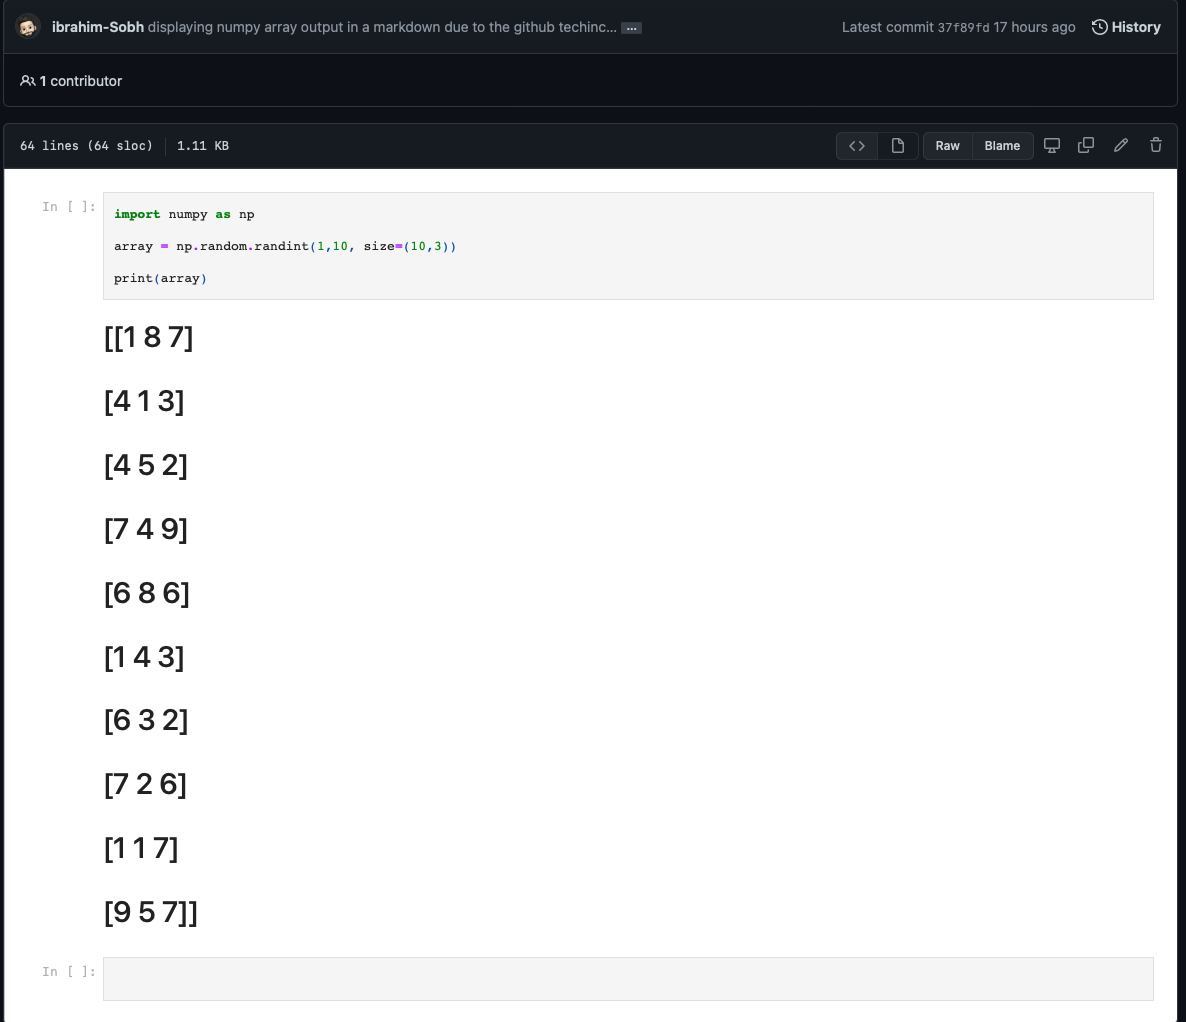 ibrahim-Sobh displaying numpy array output in a markdown due to the github techinc... ... Latest commit 37f89fd 17 hours ago History
1 contributor
64 lines (64 sloc) 1.11 KB Raw Blame
In [ ]:
import numpy as np
array = np.random.randint(1,10, size=(10,3))
print(array)
[[1 8 7]
[4 1 3]
[4 5 2]
[7 4 9]
[6 8 6]
[1 4 3]
[6 3 2]
[7 2 6]
[1 1 7]
[9 5 7]]
In [ ]: